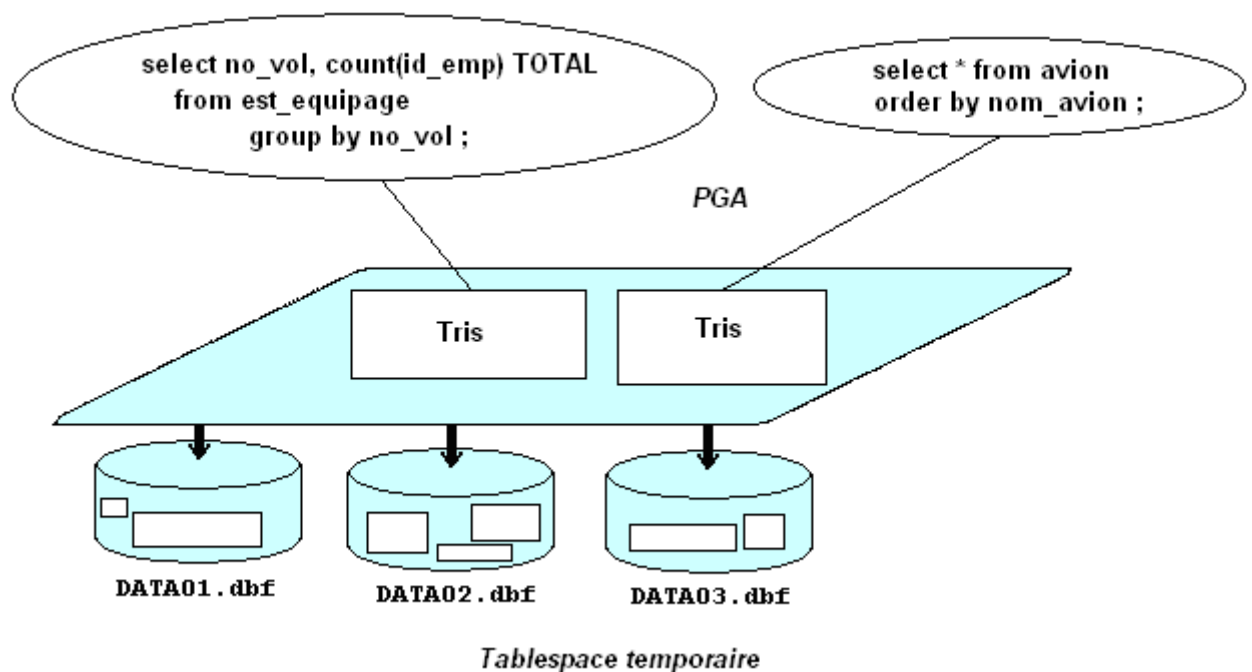 select no_vol, count(id_emp) TOTAL
from est_equipage
group by no_vol ;
select * from avion
order by nom_avion ;
PGA
Tris
Tris
DATA01.dbf
DATA02.dbf
DATA03.dbf
Tablespace temporaire